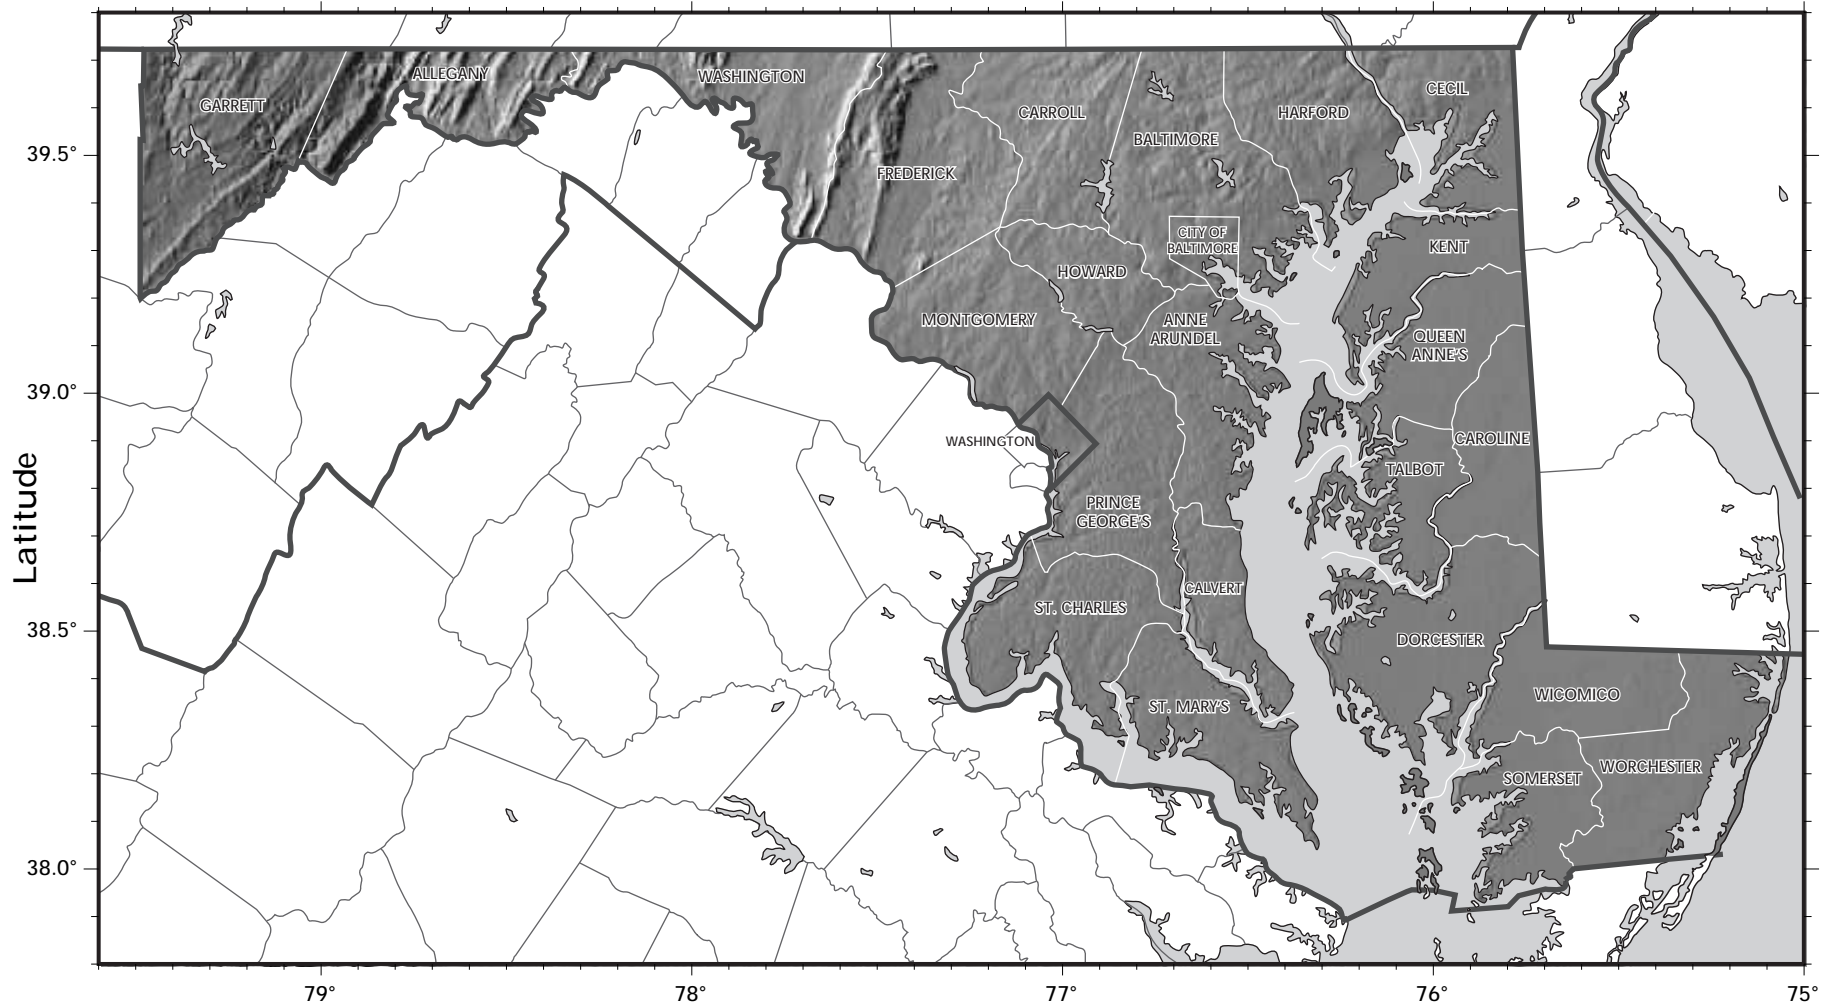 ALLEGANY
WASHINGTON
GARRETT
CECIL
CARROLL
HARFORD
BALTIMORE
39.5°
FREDERICK
CITY OF
BALTIMORE
KENT
HOWARD
MONTGOMERY
ANNE
ARUNDEL
QUEEN
ANNE'S
39.0°
WASHINGTON
CAROLINE
TALBOT
Latitude
PRINCE
GEORGE'S
CALVERT
ST. CHARLES
38.5°
DORCESTER
WICOMICO
ST. MARY'S
WORCHESTER
SOMERSET
38.0°
79°
78°
77°
76°
75°